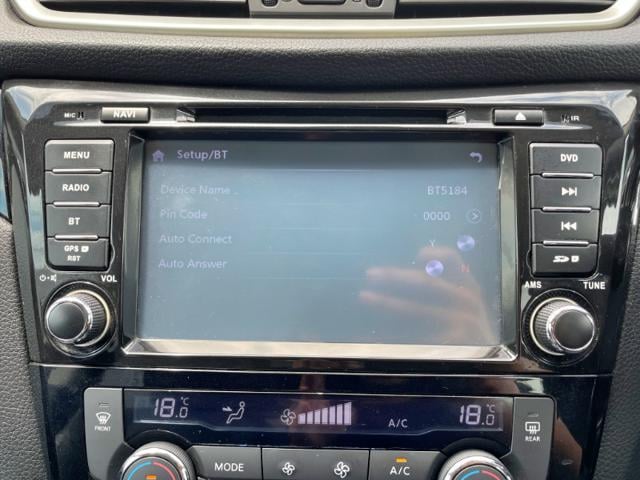 MIC NAVI IR
MENU
RADIO
BT
GPS
RST
VOL
Setup/BT
Device Name BT5184
Pin Code 0000
Auto Connect Y
Auto Answer N
DVD
SD
AMS TUNE
FRONT
18.0 °C
A/C
18.0 °C
REAR
MODE
A/C